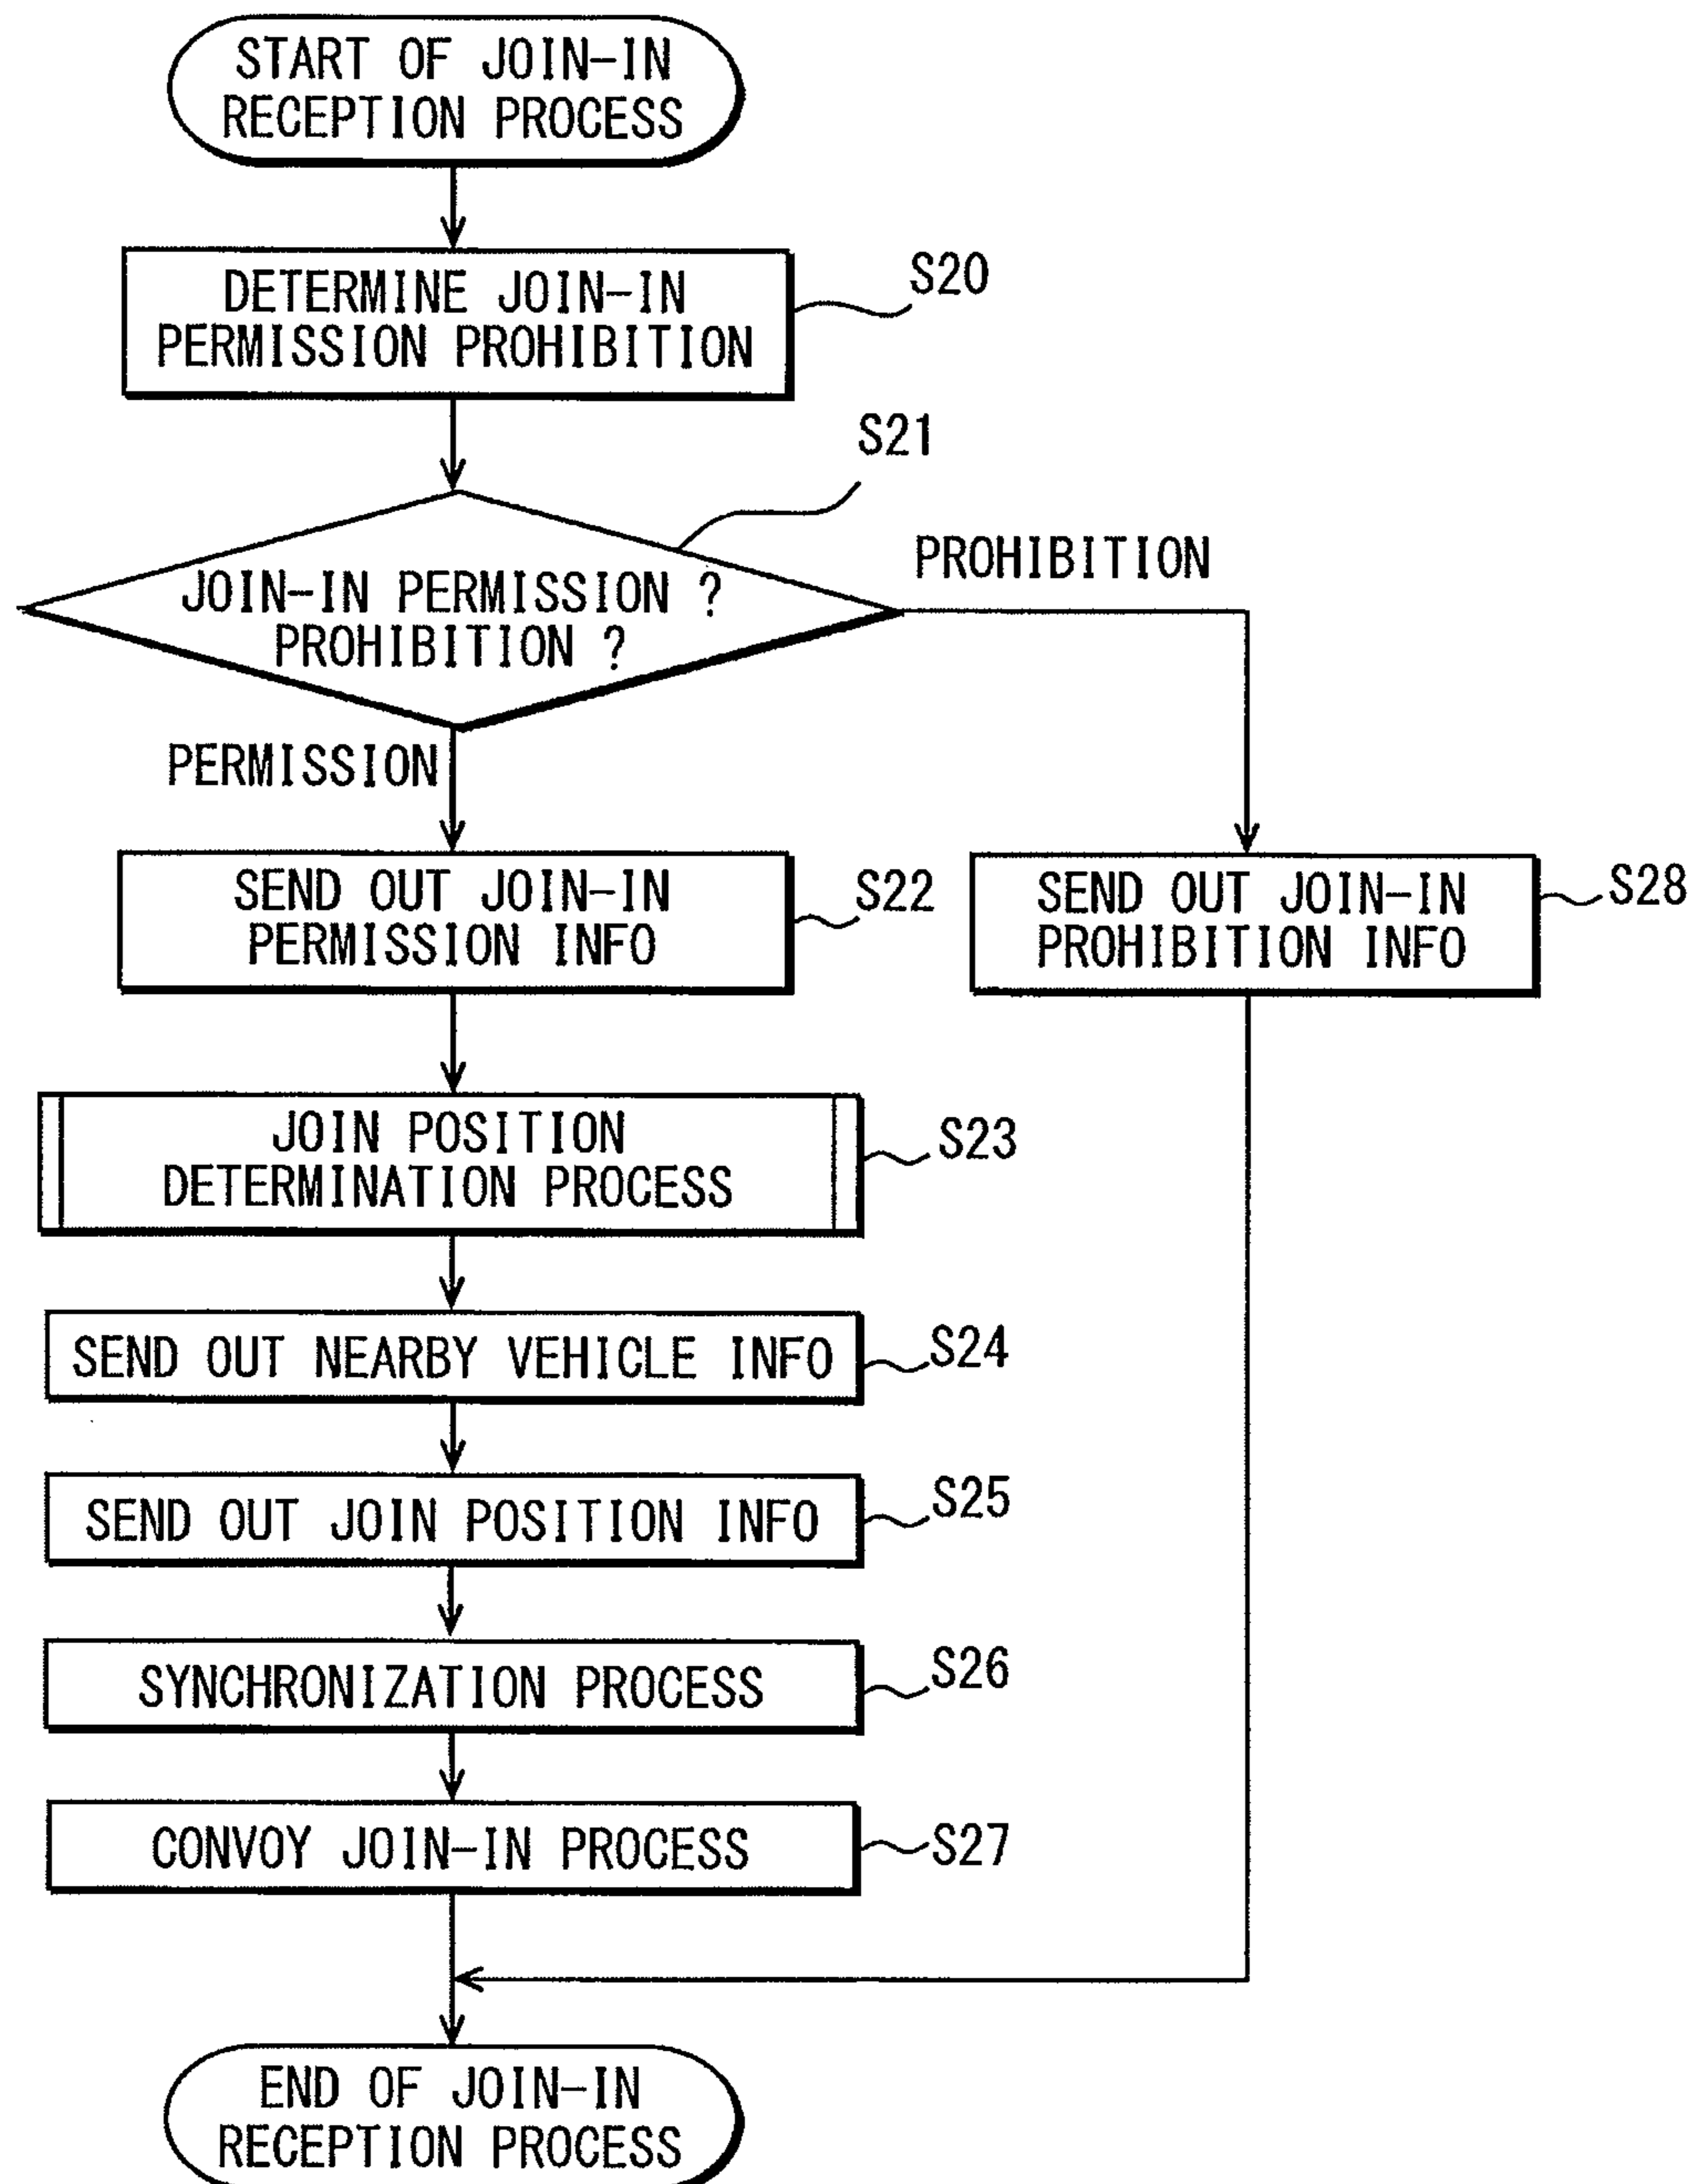 START OF JOIN-IN
RECEPTION PROCESS
DETERMINE JOIN-IN
PERMISSION PROHIBITION
S20
S21
JOIN-IN PERMISSION ?
PROHIBITION ?
PROHIBITION
PERMISSION
SEND OUT JOIN-IN
PERMISSION INFO
S22
SEND OUT JOIN-IN
PROHIBITION INFO
S28
JOIN POSITION
DETERMINATION PROCESS
S23
SEND OUT NEARBY VEHICLE INFO
S24
SEND OUT JOIN POSITION INFO
S25
SYNCHRONIZATION PROCESS
S26
CONVOY JOIN-IN PROCESS
S27
END OF JOIN-IN
RECEPTION PROCESS